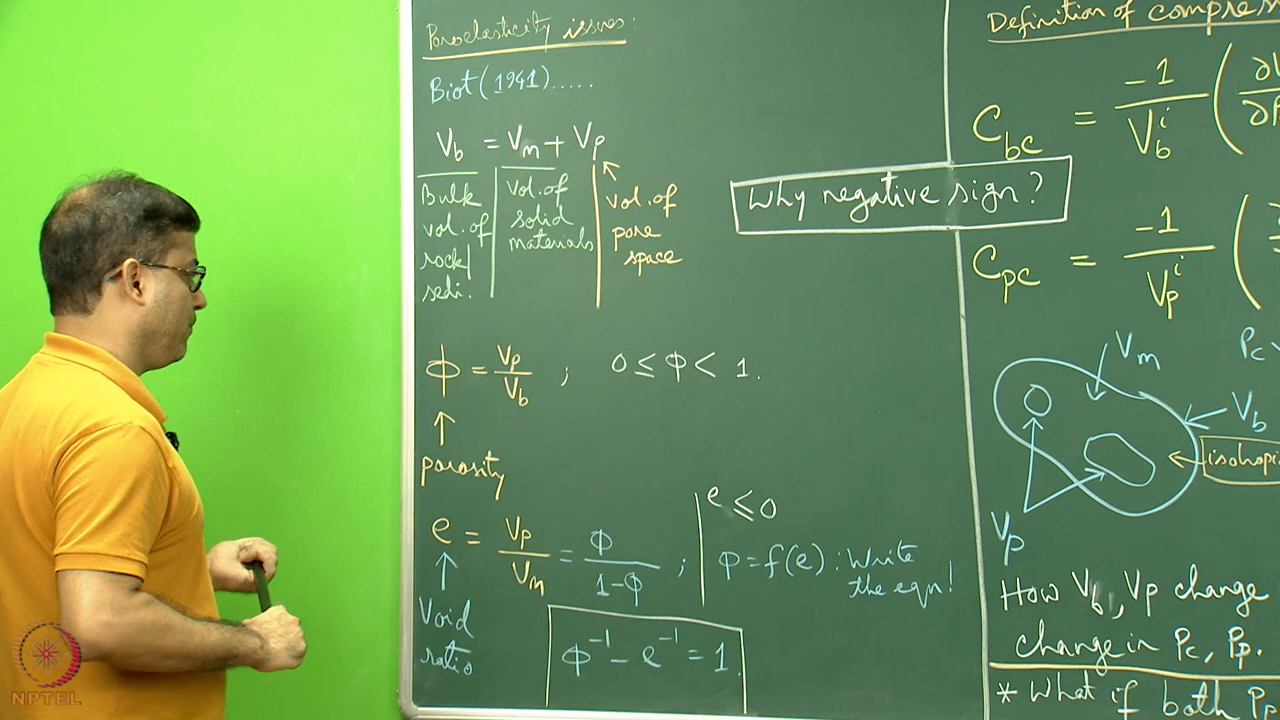 Poroelasticity issues:
Biot (1941).....
V_b = V_m + V_p
Bulk vol. of rock/ sedi.
vol. of solid materials
vol. of pore space
ϕ = V_p / V_b ; 0 ≤ ϕ < 1.
porosity
e = V_p / V_m = ϕ / 1-ϕ ;
Void ratio
e ≤ 0
ϕ = f(e) : Write
the eqn!
ϕ⁻¹ - e⁻¹ = 1
Definition of
C_bc = -1 / V_b^i (
Why negative sign?
C_pc = -1 / V_p^i (
V_m
P_c
V_b
V_p
How V_b, V_p change
change in P_c, P_p.
* What if both
NPTEL